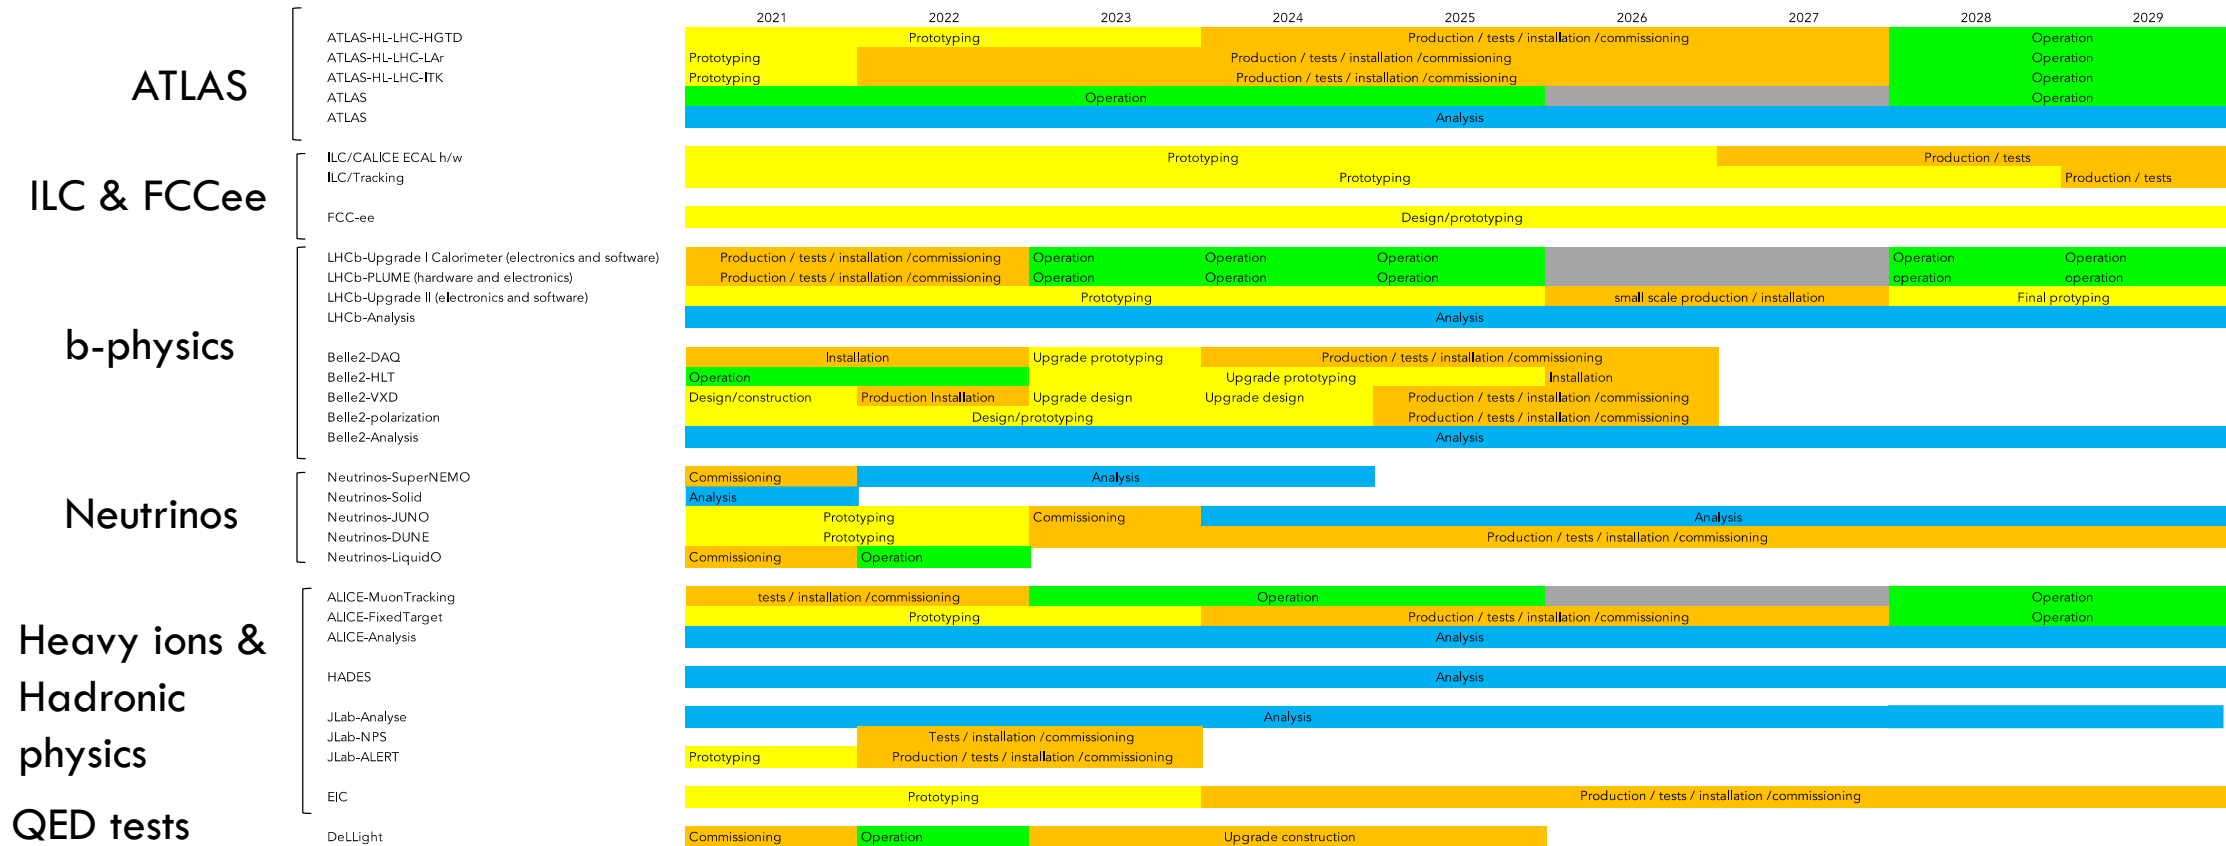 2021 2022 2023 2024 2025 2026 2027 2028 2029
ATLAS
ATLAS-HL-LHC-HGTD Prototyping Production / tests / installation /commissioning Operation
ATLAS-HL-LHC-LAr Prototyping Production / tests / installation /commissioning Operation
ATLAS-HL-LHC-ITK Prototyping Production / tests / installation /commissioning Operation
ATLAS Operation Operation
ATLAS Analysis
ILC & FCCee
ILC/CALICE ECAL h/w Prototyping Production / tests
ILC/Tracking Prototyping Production / tests
FCC-ee Design/prototyping
b-physics
LHCb-Upgrade I Calorimeter (electronics and software) Production / tests / installation /commissioning Operation Operation Operation Operation Operation
LHCb-PLUME (hardware and electronics) Production / tests / installation /commissioning Operation Operation Operation operation operation
LHCb-Upgrade II (electronics and software) Prototyping small scale production / installation Final protyping
LHCb-Analysis Analysis
Belle2-DAQ Installation Upgrade prototyping Production / tests / installation /commissioning
Belle2-HLT Operation Upgrade prototyping Installation
Belle2-VXD Design/construction Production Installation Upgrade design Upgrade design Production / tests / installation /commissioning
Belle2-polarization Design/prototyping Production / tests / installation /commissioning
Belle2-Analysis Analysis
Neutrinos
Neutrinos-SuperNEMO Commissioning Analysis
Neutrinos-Solid Analysis
Neutrinos-JUNO Prototyping Commissioning Analysis
Neutrinos-DUNE Prototyping Production / tests / installation /commissioning
Neutrinos-LiquidO Commissioning Operation
Heavy ions &
Hadronic
physics
ALICE-MuonTracking tests / installation /commissioning Operation Operation
ALICE-FixedTarget Prototyping Production / tests / installation /commissioning Operation
ALICE-Analysis Analysis
HADES Analysis
JLab-Analyse Analysis
JLab-NPS Tests / installation /commissioning
JLab-ALERT Prototyping Production / tests / installation /commissioning
EIC Prototyping Production / tests / installation /commissioning
QED tests
DeLLight Commissioning Operation Upgrade construction